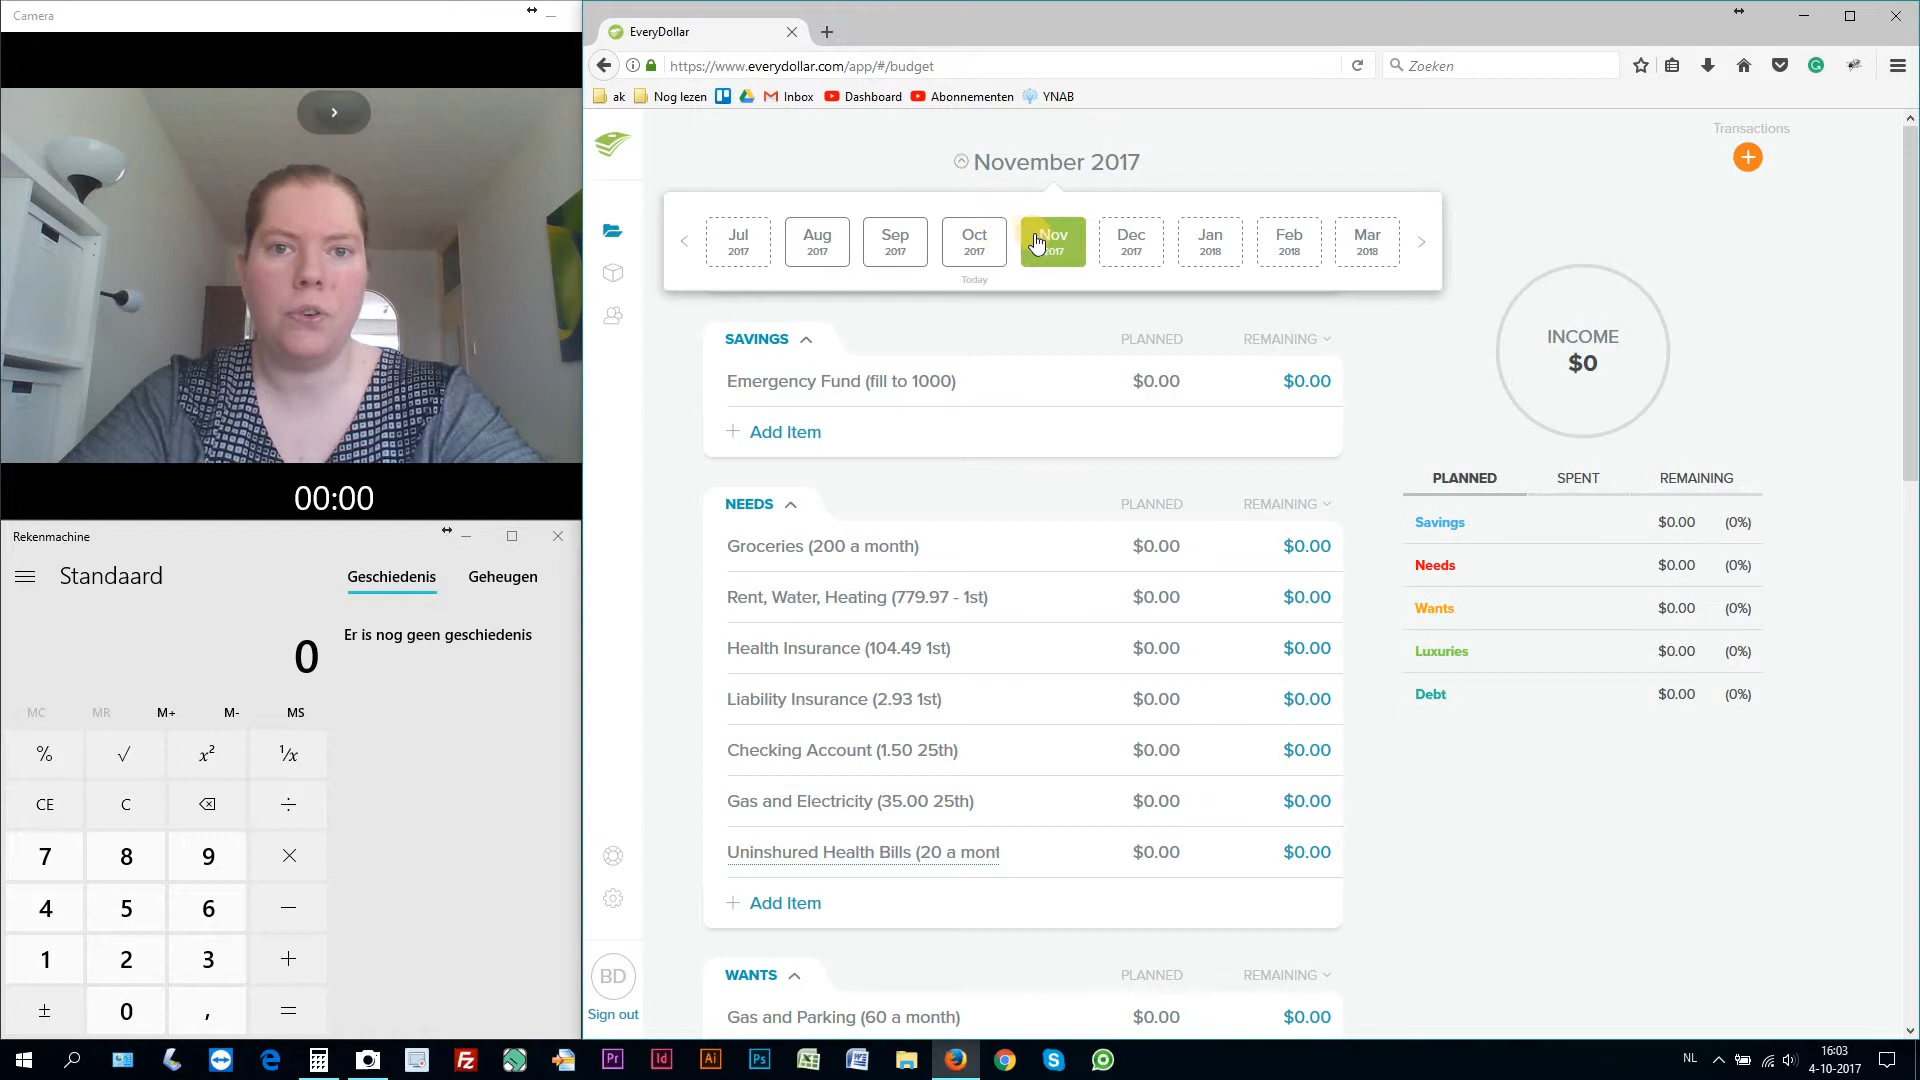 Camera
00:00
Rekenmachine
Standaard
Geschiedenis Geheugen
0
Er is nog geen geschiedenis
MC MR M+ M- MS
% √ x² ¹/x
CE C ÷
7 8 9 ×
4 5 6 −
1 2 3 +
± 0 , =
EveryDollar
https://www.everydollar.com/app/#/budget
Zoeken
ak Nog lezen Inbox Dashboard Abonnementen YNAB
Transactions
November 2017
Jul Aug Sep Oct Nov Dec Jan Feb Mar
2017 2017 2017 2017 2017 2017 2018 2018 2018
Today
SAVINGS PLANNED REMAINING
Emergency Fund (fill to 1000) $0.00 $0.00
+ Add Item
NEEDS PLANNED REMAINING
Groceries (200 a month) $0.00 $0.00
Rent, Water, Heating (779.97 - 1st) $0.00 $0.00
Health Insurance (104.49 1st) $0.00 $0.00
Liability Insurance (2.93 1st) $0.00 $0.00
Checking Account (1.50 25th) $0.00 $0.00
Gas and Electricity (35.00 25th) $0.00 $0.00
Uninshured Health Bills (20 a mont $0.00 $0.00
+ Add Item
WANTS PLANNED REMAINING
Gas and Parking (60 a month) $0.00 $0.00
INCOME
$0
PLANNED SPENT REMAINING
Savings $0.00 (0%)
Needs $0.00 (0%)
Wants $0.00 (0%)
Luxuries $0.00 (0%)
Debt $0.00 (0%)
BD
Sign out
Pr Id Ai Ps
NL
16:03
4-10-2017